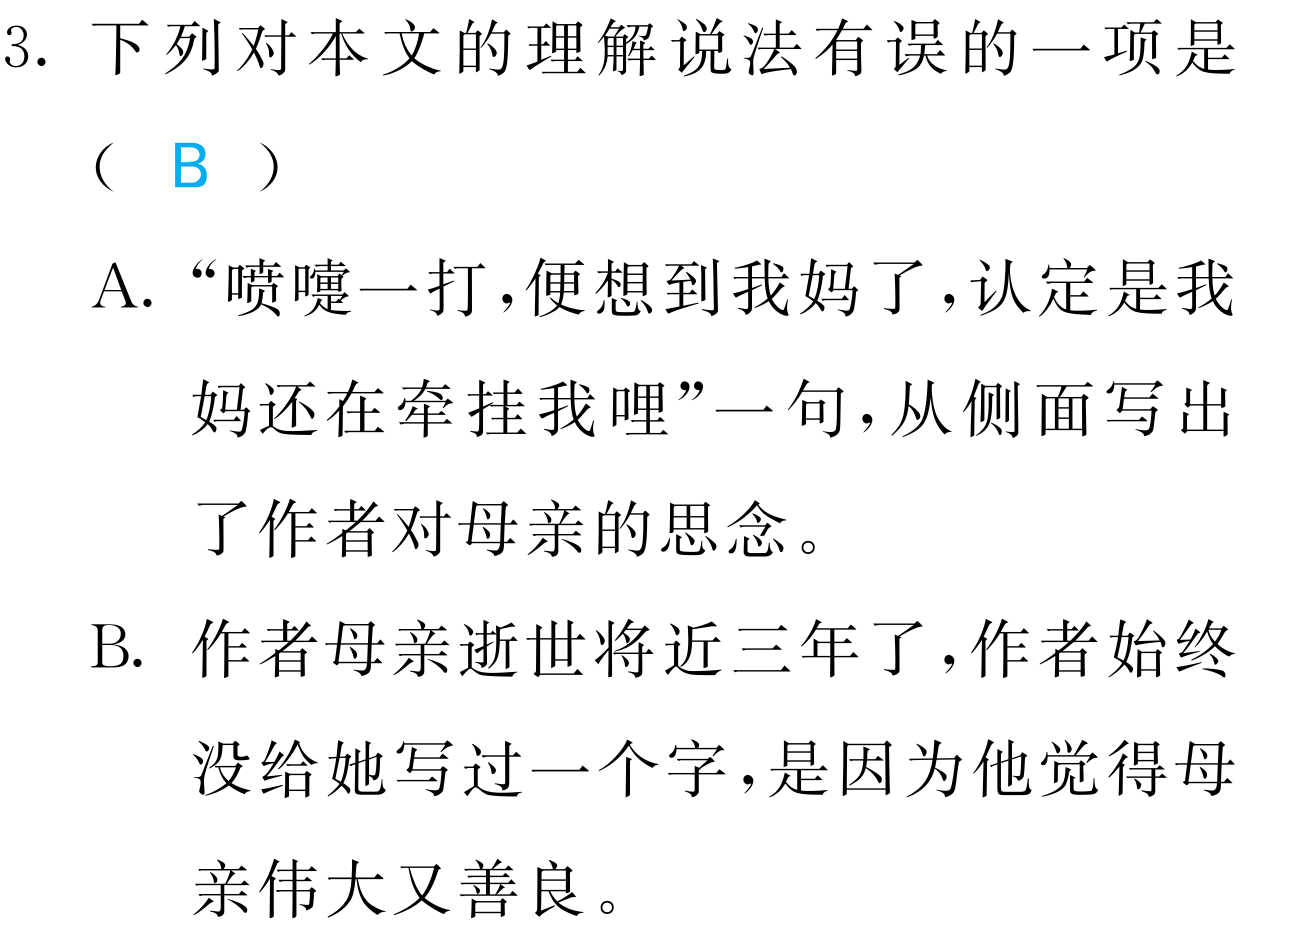 3. 下列对本文的理解说法有误的一项是
（ B ）
A. “喷嚏一打,便想到我妈了,认定是我
妈还在牵挂我哩”一句,从侧面写出
了作者对母亲的思念。
B. 作者母亲逝世将近三年了,作者始终
没给她写过一个字,是因为他觉得母
亲伟大又善良。